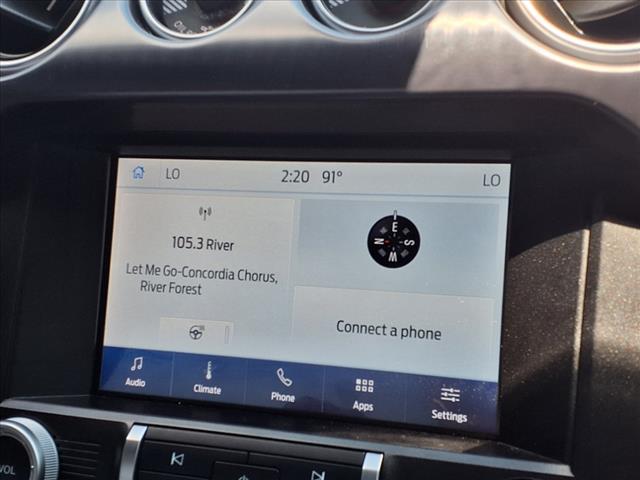 LO 2:20 91° LO
105.3 River
Let Me Go-Concordia Chorus,
River Forest
N E S W
Connect a phone
Audio Climate Phone Apps Settings
VOL